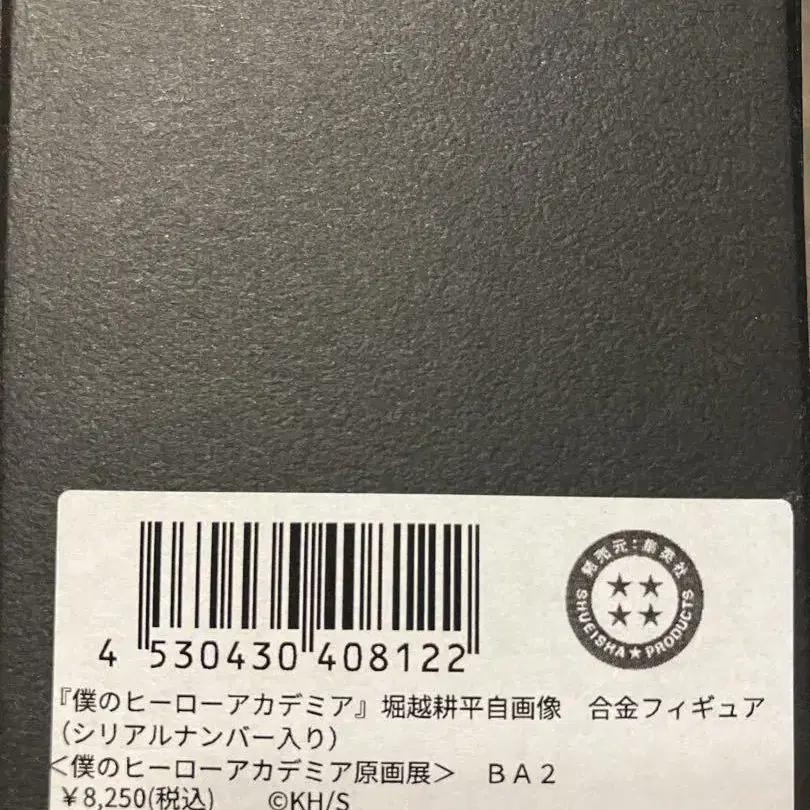 4 530430 408122
発売元:集英社
SHUEISHA★PRODUCTS
『僕のヒーローアカデミア』堀越耕平自画像 合金フィギュア
(シリアルナンバー入り)
<僕のヒーローアカデミア原画展> BA2
¥8,250(税込) ©KH/S